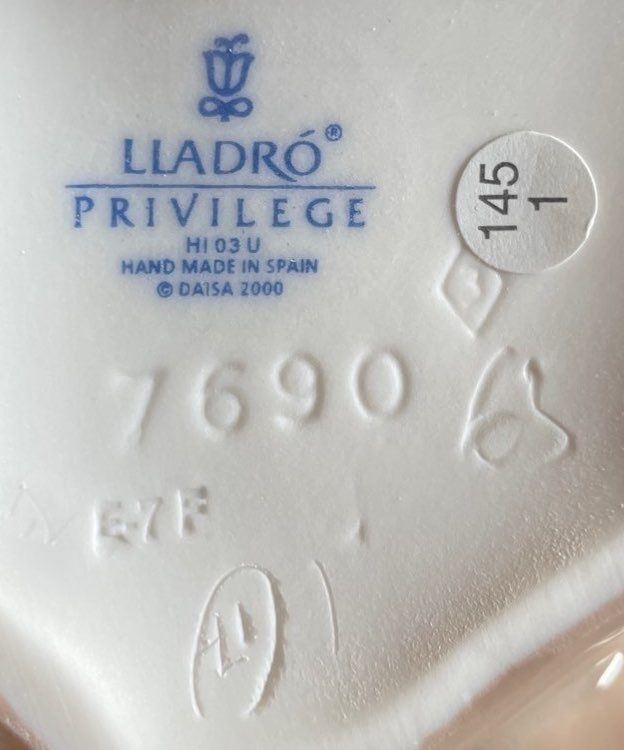 LLADRÓ®
PRIVILEGE
HI 03 U
HAND MADE IN SPAIN
© DAISA 2000
145
1
7690
E-7F